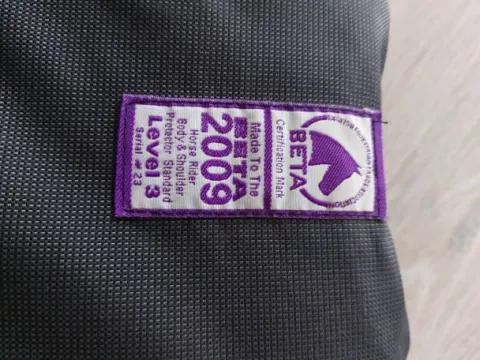 BETA
Certification Mark
Made To The
BETA
2009
Horse Rider
Body & Shoulder
Protector Standard
Level 3
Serial # 23